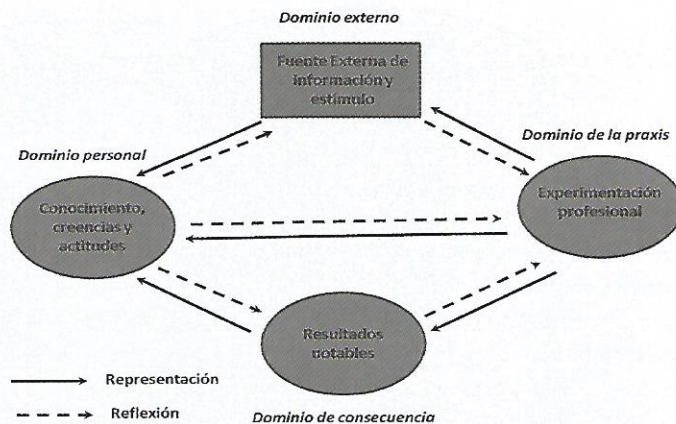 Dominio externo
Fuente Externa de
información y
estímulo
Dominio de la praxis
Dominio personal
Conocimiento,
creencias y
actitudes
Experimentación
profesional
Resultados
notables
Representación
Reflexión
Dominio de consecuencia